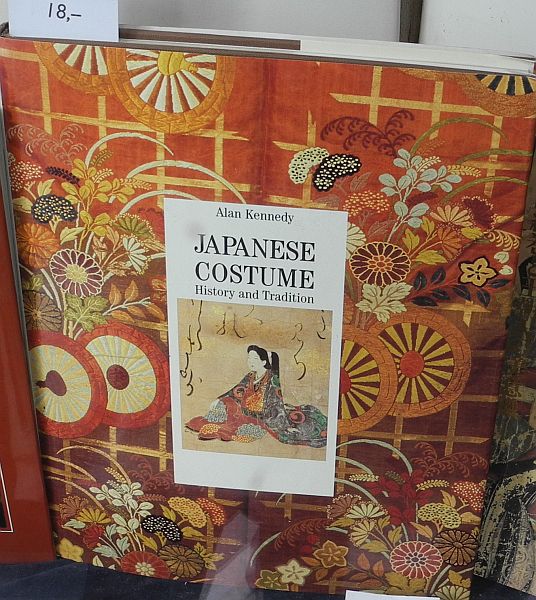 18,–
Alan Kennedy
JAPANESE
COSTUME
History and Tradition